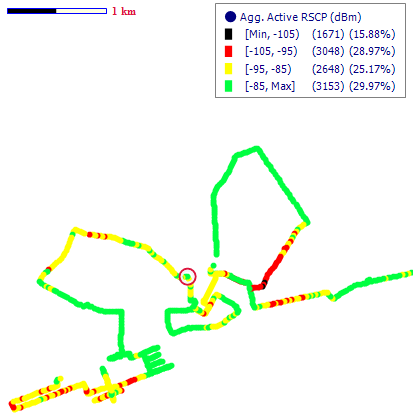 1 km
Agg. Active RSCP (dBm)
[Min, -105) (1671) (15.88%)
[-105, -95) (3048) (28.97%)
[-95, -85) (2648) (25.17%)
[-85, Max] (3153) (29.97%)